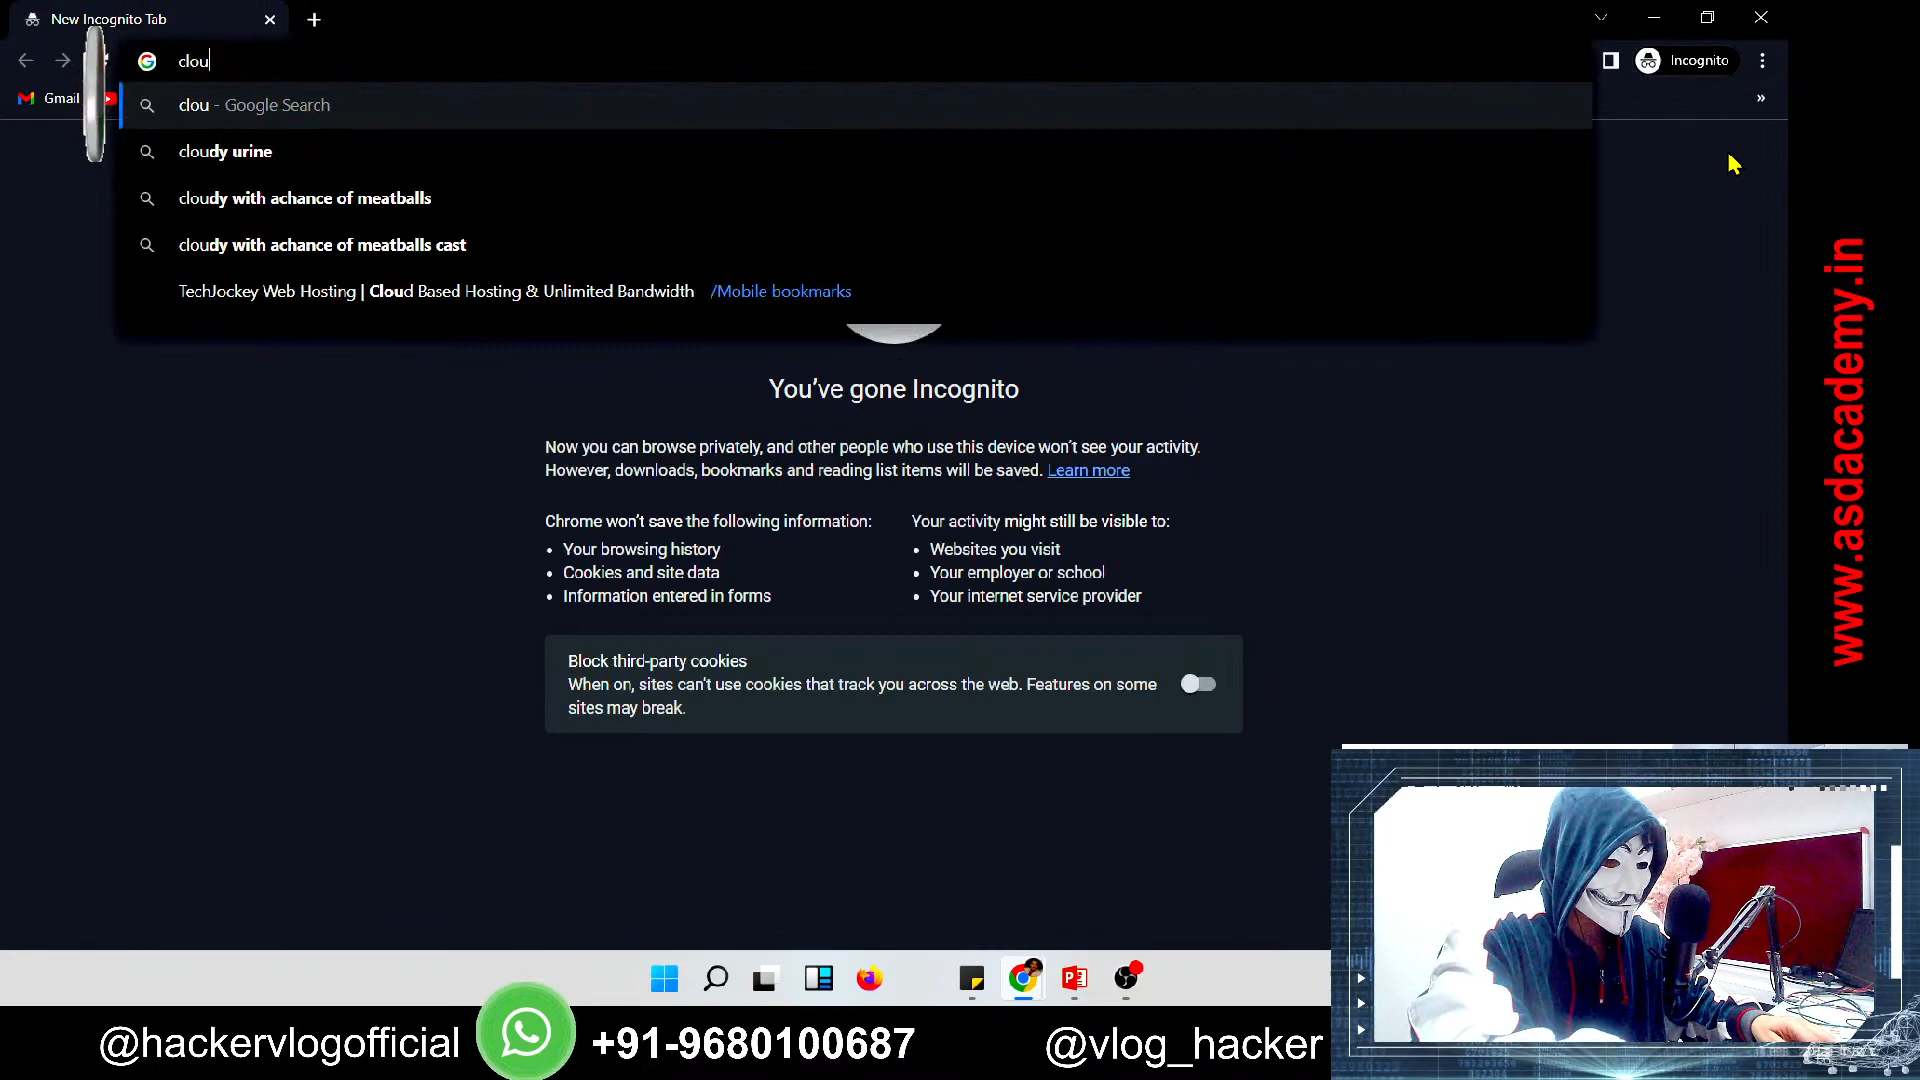 New Incognito Tab
clou
Incognito
Gmail
»
clou - Google Search
cloudy urine
cloudy with achance of meatballs
cloudy with achance of meatballs cast
TechJockey Web Hosting | Cloud Based Hosting & Unlimited Bandwidth /Mobile bookmarks
You've gone Incognito
Now you can browse privately, and other people who use this device won't see your activity.
However, downloads, bookmarks and reading list items will be saved. Learn more
Chrome won't save the following information:
• Your browsing history
• Cookies and site data
• Information entered in forms
Your activity might still be visible to:
• Websites you visit
• Your employer or school
• Your internet service provider
Block third-party cookies
When on, sites can't use cookies that track you across the web. Features on some
sites may break.
www.asdacademy.in
@hackervlogofficial
+91-9680100687
@vlog_hacker